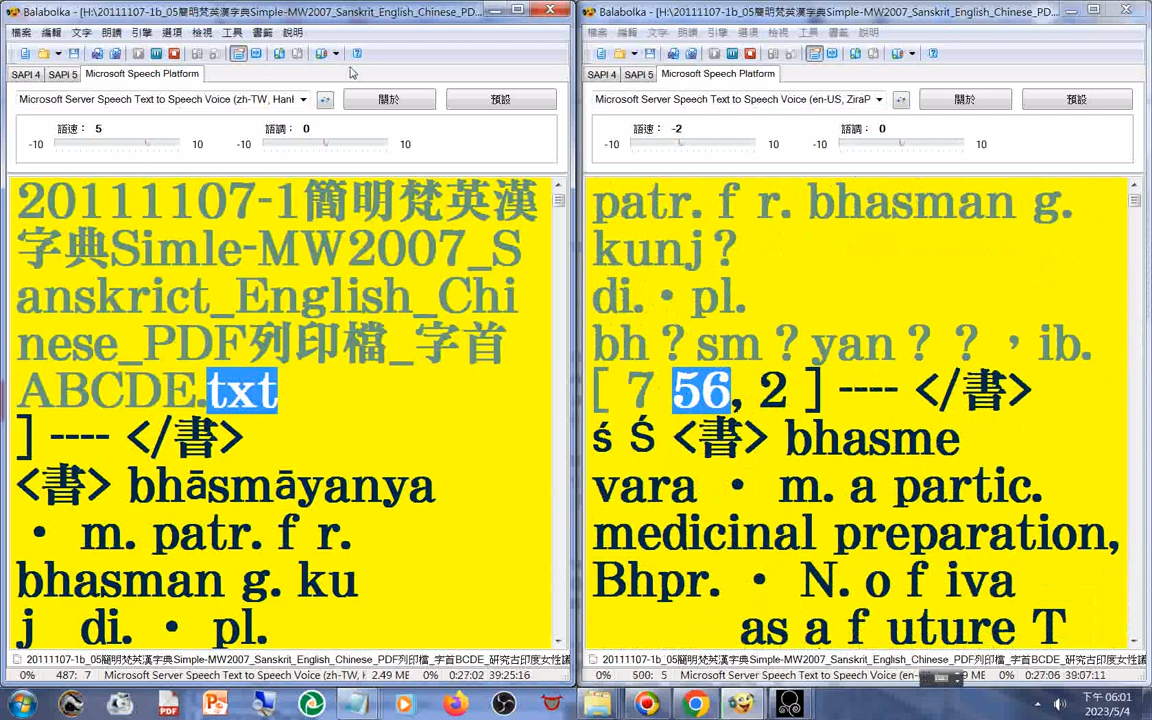 Balabolka - [H:\20111107-1b_05簡明梵英漢字典Simple-MW2007_Sanskrit_English_Chinese_PD...
檔案 編輯 文字 朗讀 引擎 選項 檢視 工具 書籤 說明
SAPI 4 SAPI 5 Microsoft Speech Platform
Microsoft Server Speech Text to Speech Voice (zh-TW, HanH 關於 預設
語速： 5 語調： 0
-10 10 -10 10
20111107-1簡明梵英漢
字典Simle-MW2007_S
anskrict_English_Chi
nese_PDF列印檔_字首
ABCDE.txt
] ---- </書>
<書> bhāsmāyanya
• m. patr. f r.
bhasman g. ku
j di. • pl.
20111107-1b_05簡明梵英漢字典Simple-MW2007_Sanskrit_English_Chinese_PDF列印檔_字首BCDE_研究古印度女性議
0% 487: 7 Microsoft Server Speech Text to Speech Voice (zh-TW, H 2.49 MB 0% 0:27:02 39:25:16
Balabolka - [H:\20111107-1b_05簡明梵英漢字典Simple-MW2007_Sanskrit_English_Chinese_PD...
檔案 編輯 文字 朗讀 引擎 選項 檢視 工具 書籤 說明
SAPI 4 SAPI 5 Microsoft Speech Platform
Microsoft Server Speech Text to Speech Voice (en-US, ZiraP 關於 預設
語速： -2 語調： 0
-10 10 -10 10
patr. f r. bhasman g.
kunj？
di. • pl.
bh？sm？yan？？，ib.
[ 7 56, 2 ] ---- </書>
ś Ś <書> bhasme
vara • m. a partic.
medicinal preparation,
Bhpr. • N. o f iva
as a f uture T
20111107-1b_05簡明梵英漢字典Simple-MW2007_Sanskrit_English_Chinese_PDF列印檔_字首BCDE_研究古印度女性議
0% 500: 5 Microsoft Server Speech Text to Speech Voice (en-U MB 0% 0:27:06 39:07:11
PDF
下午 06:01
2023/5/4